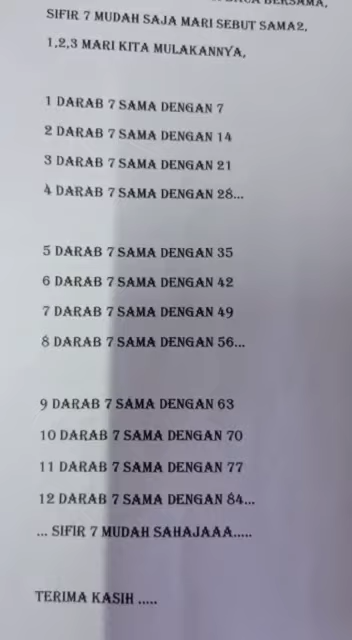 BERSAMA,
SIFIR 7 MUDAH SAJA MARI SEBUT SAMA2,
1,2,3 MARI KITA MULAKANNYA,
1 DARAB 7 SAMA DENGAN 7
2 DARAB 7 SAMA DENGAN 14
3 DARAB 7 SAMA DENGAN 21
4 DARAB 7 SAMA DENGAN 28...
5 DARAB 7 SAMA DENGAN 35
6 DARAB 7 SAMA DENGAN 42
7 DARAB 7 SAMA DENGAN 49
8 DARAB 7 SAMA DENGAN 56...
9 DARAB 7 SAMA DENGAN 63
10 DARAB 7 SAMA DENGAN 70
11 DARAB 7 SAMA DENGAN 77
12 DARAB 7 SAMA DENGAN 84...
... SIFIR 7 MUDAH SAHAJAAA.....
TERIMA KASIH .....